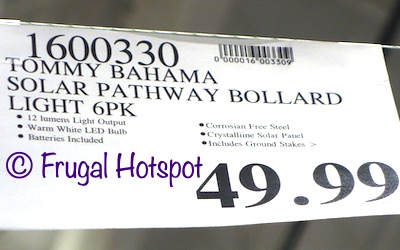 1600330
0000016003309
TOMMY BAHAMA
SOLAR PATHWAY BOLLARD
LIGHT 6PK
• 12 lumens Light Output
• Warm White LED Bulb
• Batteries Included
• Corrosian Free Steel
• Crystalline Solar Panel
• Includes Ground Stakes >
© Frugal Hotspot
49.99